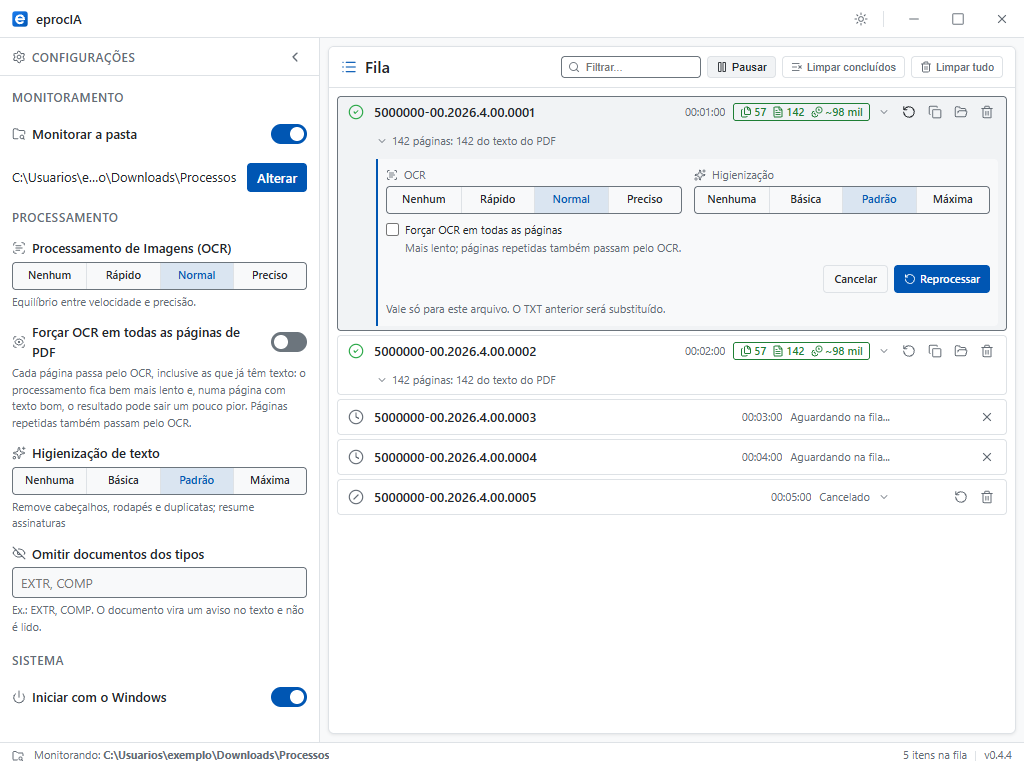 eprocIA
CONFIGURAÇÕES
MONITORAMENTO
Monitorar a pasta
C:\Usuarios\e...o\Downloads\Processos
Alterar
PROCESSAMENTO
Processamento de Imagens (OCR)
Nenhum Rápido Normal Preciso
Equilíbrio entre velocidade e precisão.
Forçar OCR em todas as páginas de
PDF
Cada página passa pelo OCR, inclusive as que já têm texto: o
processamento fica bem mais lento e, numa página com
texto bom, o resultado pode sair um pouco pior. Páginas
repetidas também passam pelo OCR.
Higienização de texto
Nenhuma Básica Padrão Máxima
Remove cabeçalhos, rodapés e duplicatas; resume
assinaturas
Omitir documentos dos tipos
EXTR, COMP
Ex.: EXTR, COMP. O documento vira um aviso no texto e não
é lido.
SISTEMA
Iniciar com o Windows
Fila
Filtrar...
Pausar
Limpar concluídos
Limpar tudo
5000000-00.2026.4.00.0001 00:01:00 57 142 ~98 mil
142 páginas: 142 do texto do PDF
OCR
Nenhum Rápido Normal Preciso
Higienização
Nenhuma Básica Padrão Máxima
Forçar OCR em todas as páginas
Mais lento; páginas repetidas também passam pelo OCR.
Cancelar Reprocessar
Vale só para este arquivo. O TXT anterior será substituído.
5000000-00.2026.4.00.0002 00:02:00 57 142 ~98 mil
142 páginas: 142 do texto do PDF
5000000-00.2026.4.00.0003 00:03:00 Aguardando na fila...
5000000-00.2026.4.00.0004 00:04:00 Aguardando na fila...
5000000-00.2026.4.00.0005 00:05:00 Cancelado
Monitorando: C:\Usuarios\exemplo\Downloads\Processos
5 itens na fila v0.4.4